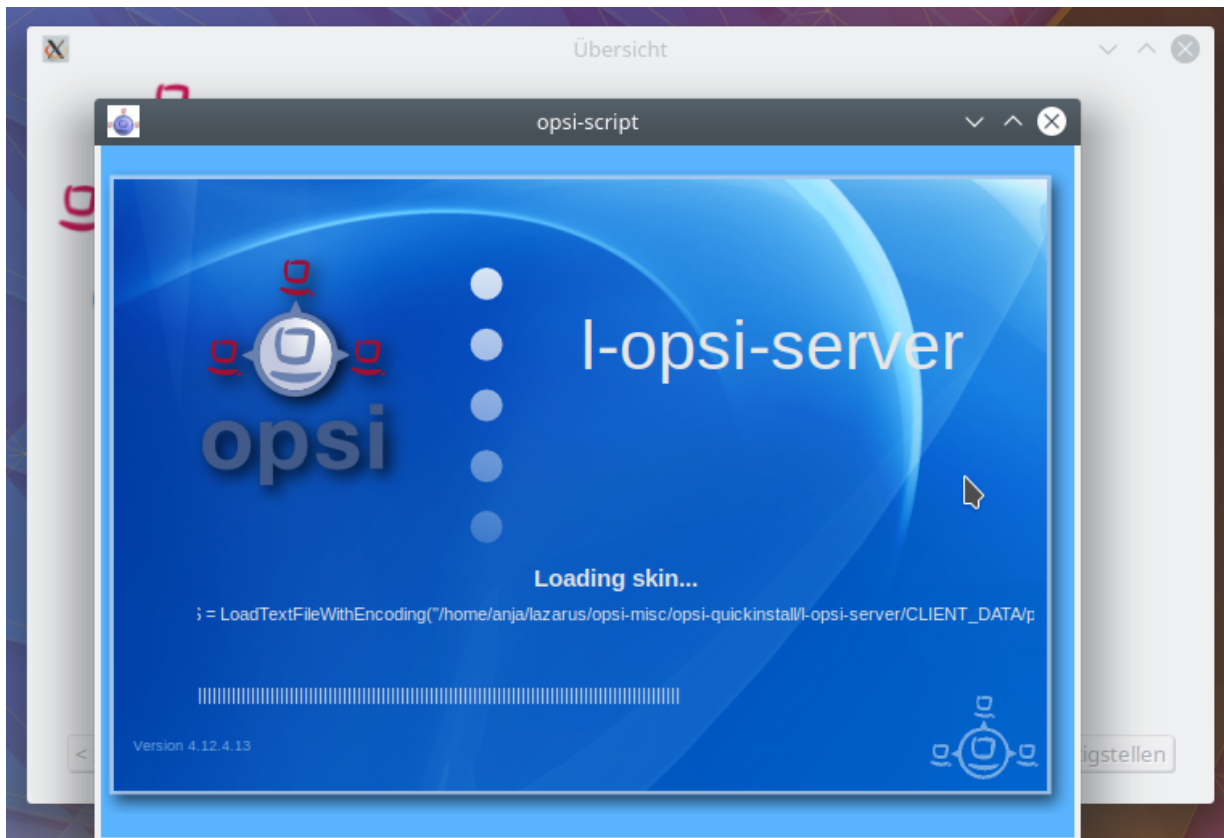 Übersicht
opsi-script
l-opsi-server
opsi
Loading skin...
= LoadTextFileWithEncoding("/home/anja/lazarus/opsi-misc/opsi-quickinstall/l-opsi-server/CLIENT_DATA/p
||||||||||||||||||||||||||||||||||||||||||||||||||||||||||||||||||||||||||||||||||||||||||||||||
Version 4.12.4.13
<
igstellen